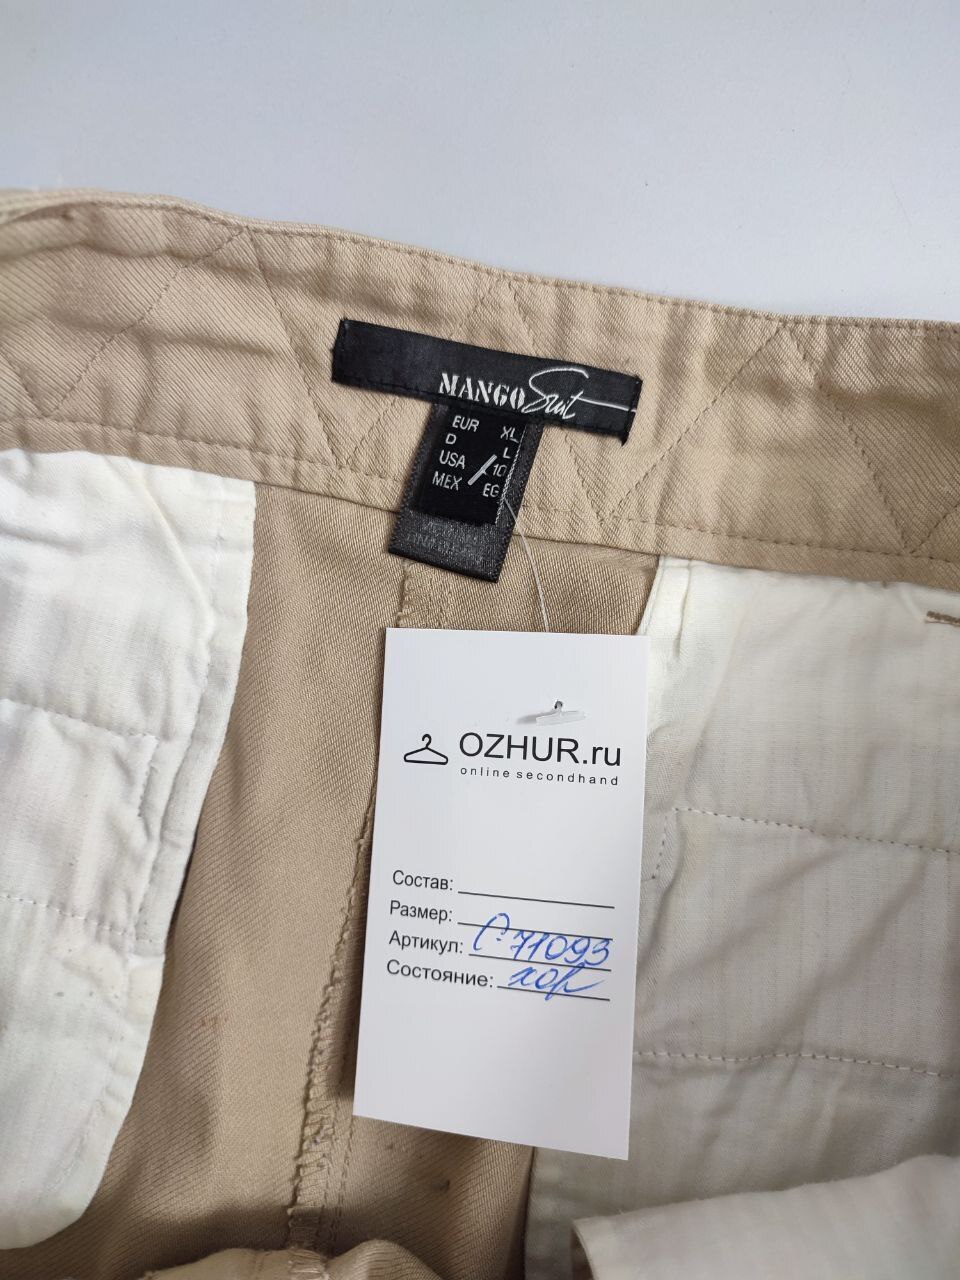 MANGO Suit
EUR XL
D L
USA 10
MEX EG
OZHUR.ru
online secondhand
Состав:
Размер:
Артикул: С-71093
Состояние: хор